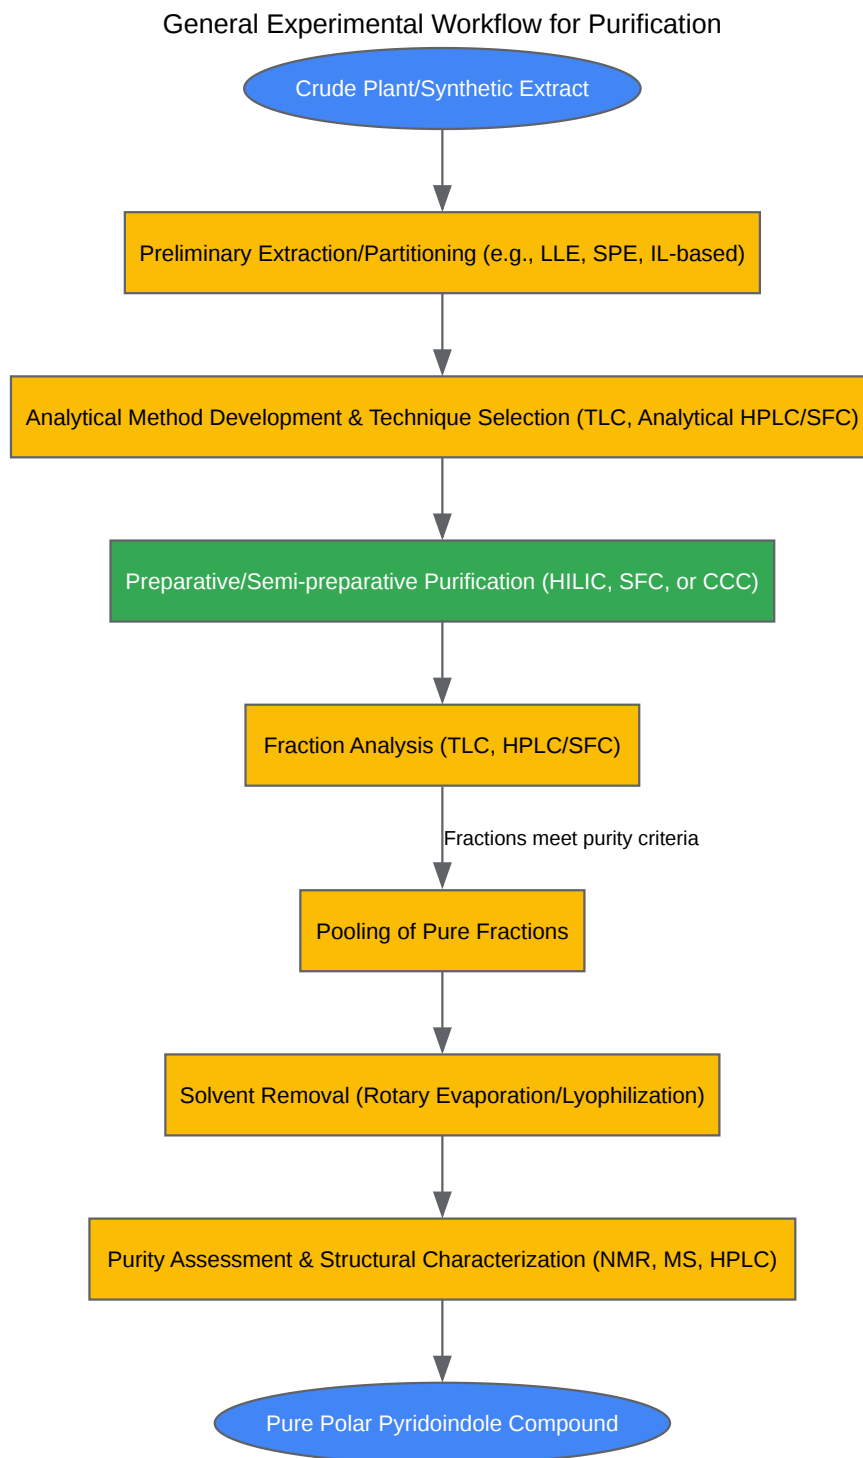 General Experimental Workflow for Purification
Crude Plant/Synthetic Extract
Preliminary Extraction/Partitioning (e.g., LLE, SPE, IL-based)
Analytical Method Development & Technique Selection (TLC, Analytical HPLC/SFC)
Preparative/Semi-preparative Purification (HILIC, SFC, or CCC)
Fraction Analysis (TLC, HPLC/SFC)
Fractions meet purity criteria
Pooling of Pure Fractions
Solvent Removal (Rotary Evaporation/Lyophilization)
Purity Assessment & Structural Characterization (NMR, MS, HPLC)
Pure Polar Pyridoindole Compound